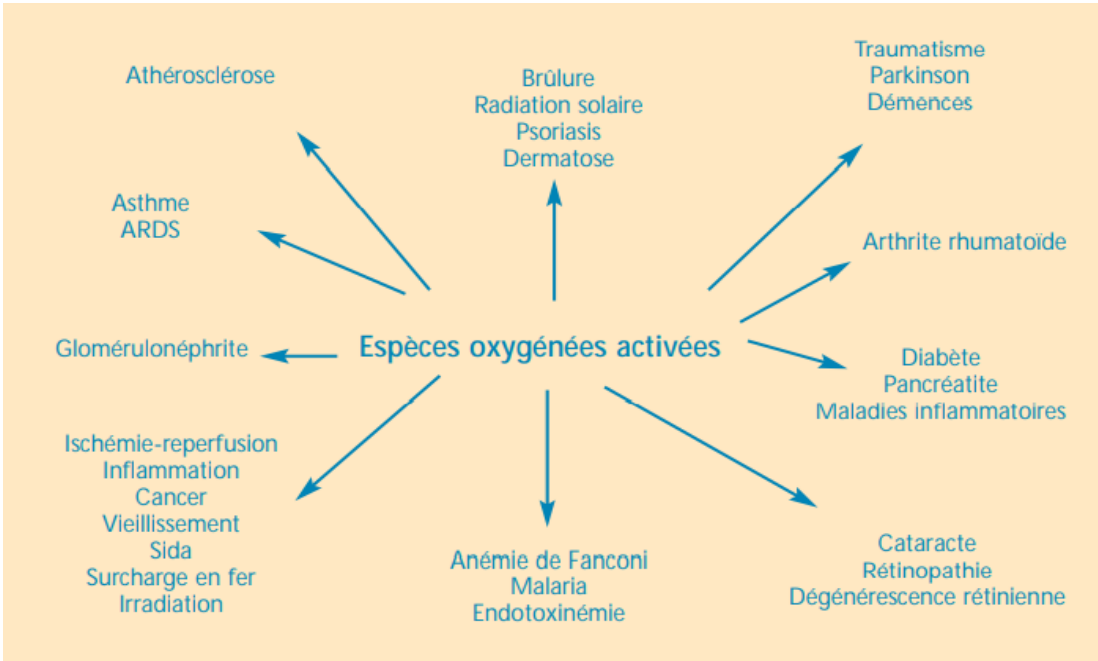 Athérosclérose
Brûlure
Radiation solaire
Psoriasis
Dermatose
Traumatisme
Parkinson
Démences
Asthme
ARDS
Arthrite rhumatoïde
Glomérulonéphrite
Espèces oxygénées activées
Diabète
Pancréatite
Maladies inflammatoires
Ischémie-reperfusion
Inflammation
Cancer
Vieillissement
Sida
Surcharge en fer
Irradiation
Anémie de Fanconi
Malaria
Endotoxinémie
Cataracte
Rétinopathie
Dégénérescence rétinienne